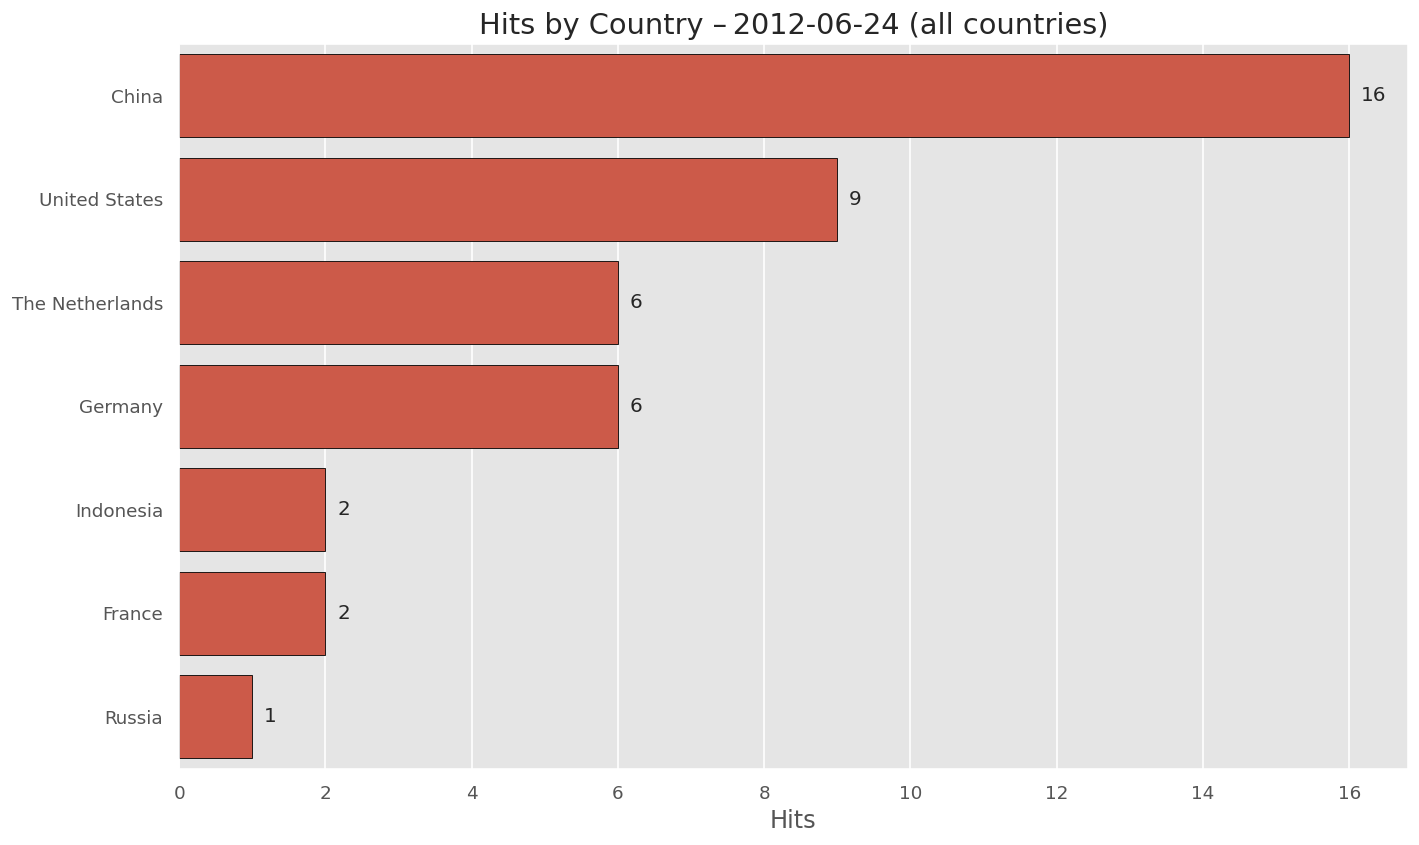 Hits by Country – 2012-06-24 (all countries)
China
16
United States
9
The Netherlands
6
Germany
6
Indonesia
2
France
2
Russia
1
0 2 4 6 8 10 12 14 16
Hits